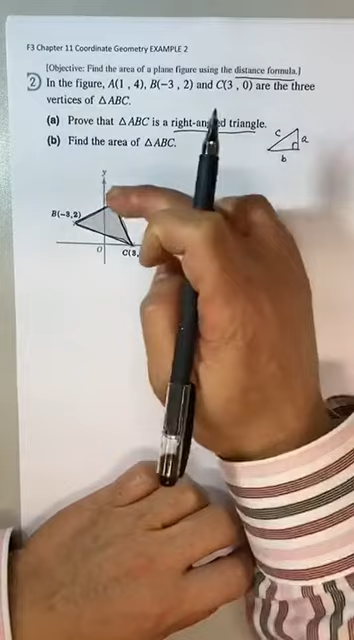 F3 Chapter 11 Coordinate Geometry EXAMPLE 2
[Objective: Find the area of a plane figure using the distance formula.]
2 In the figure, A(1 , 4), B(−3 , 2) and C(3 , 0) are the three
vertices of △ABC.
(a) Prove that △ABC is a right-angled triangle.
(b) Find the area of △ABC.
c
a
b
y
B(−3,2)
O
C(3,